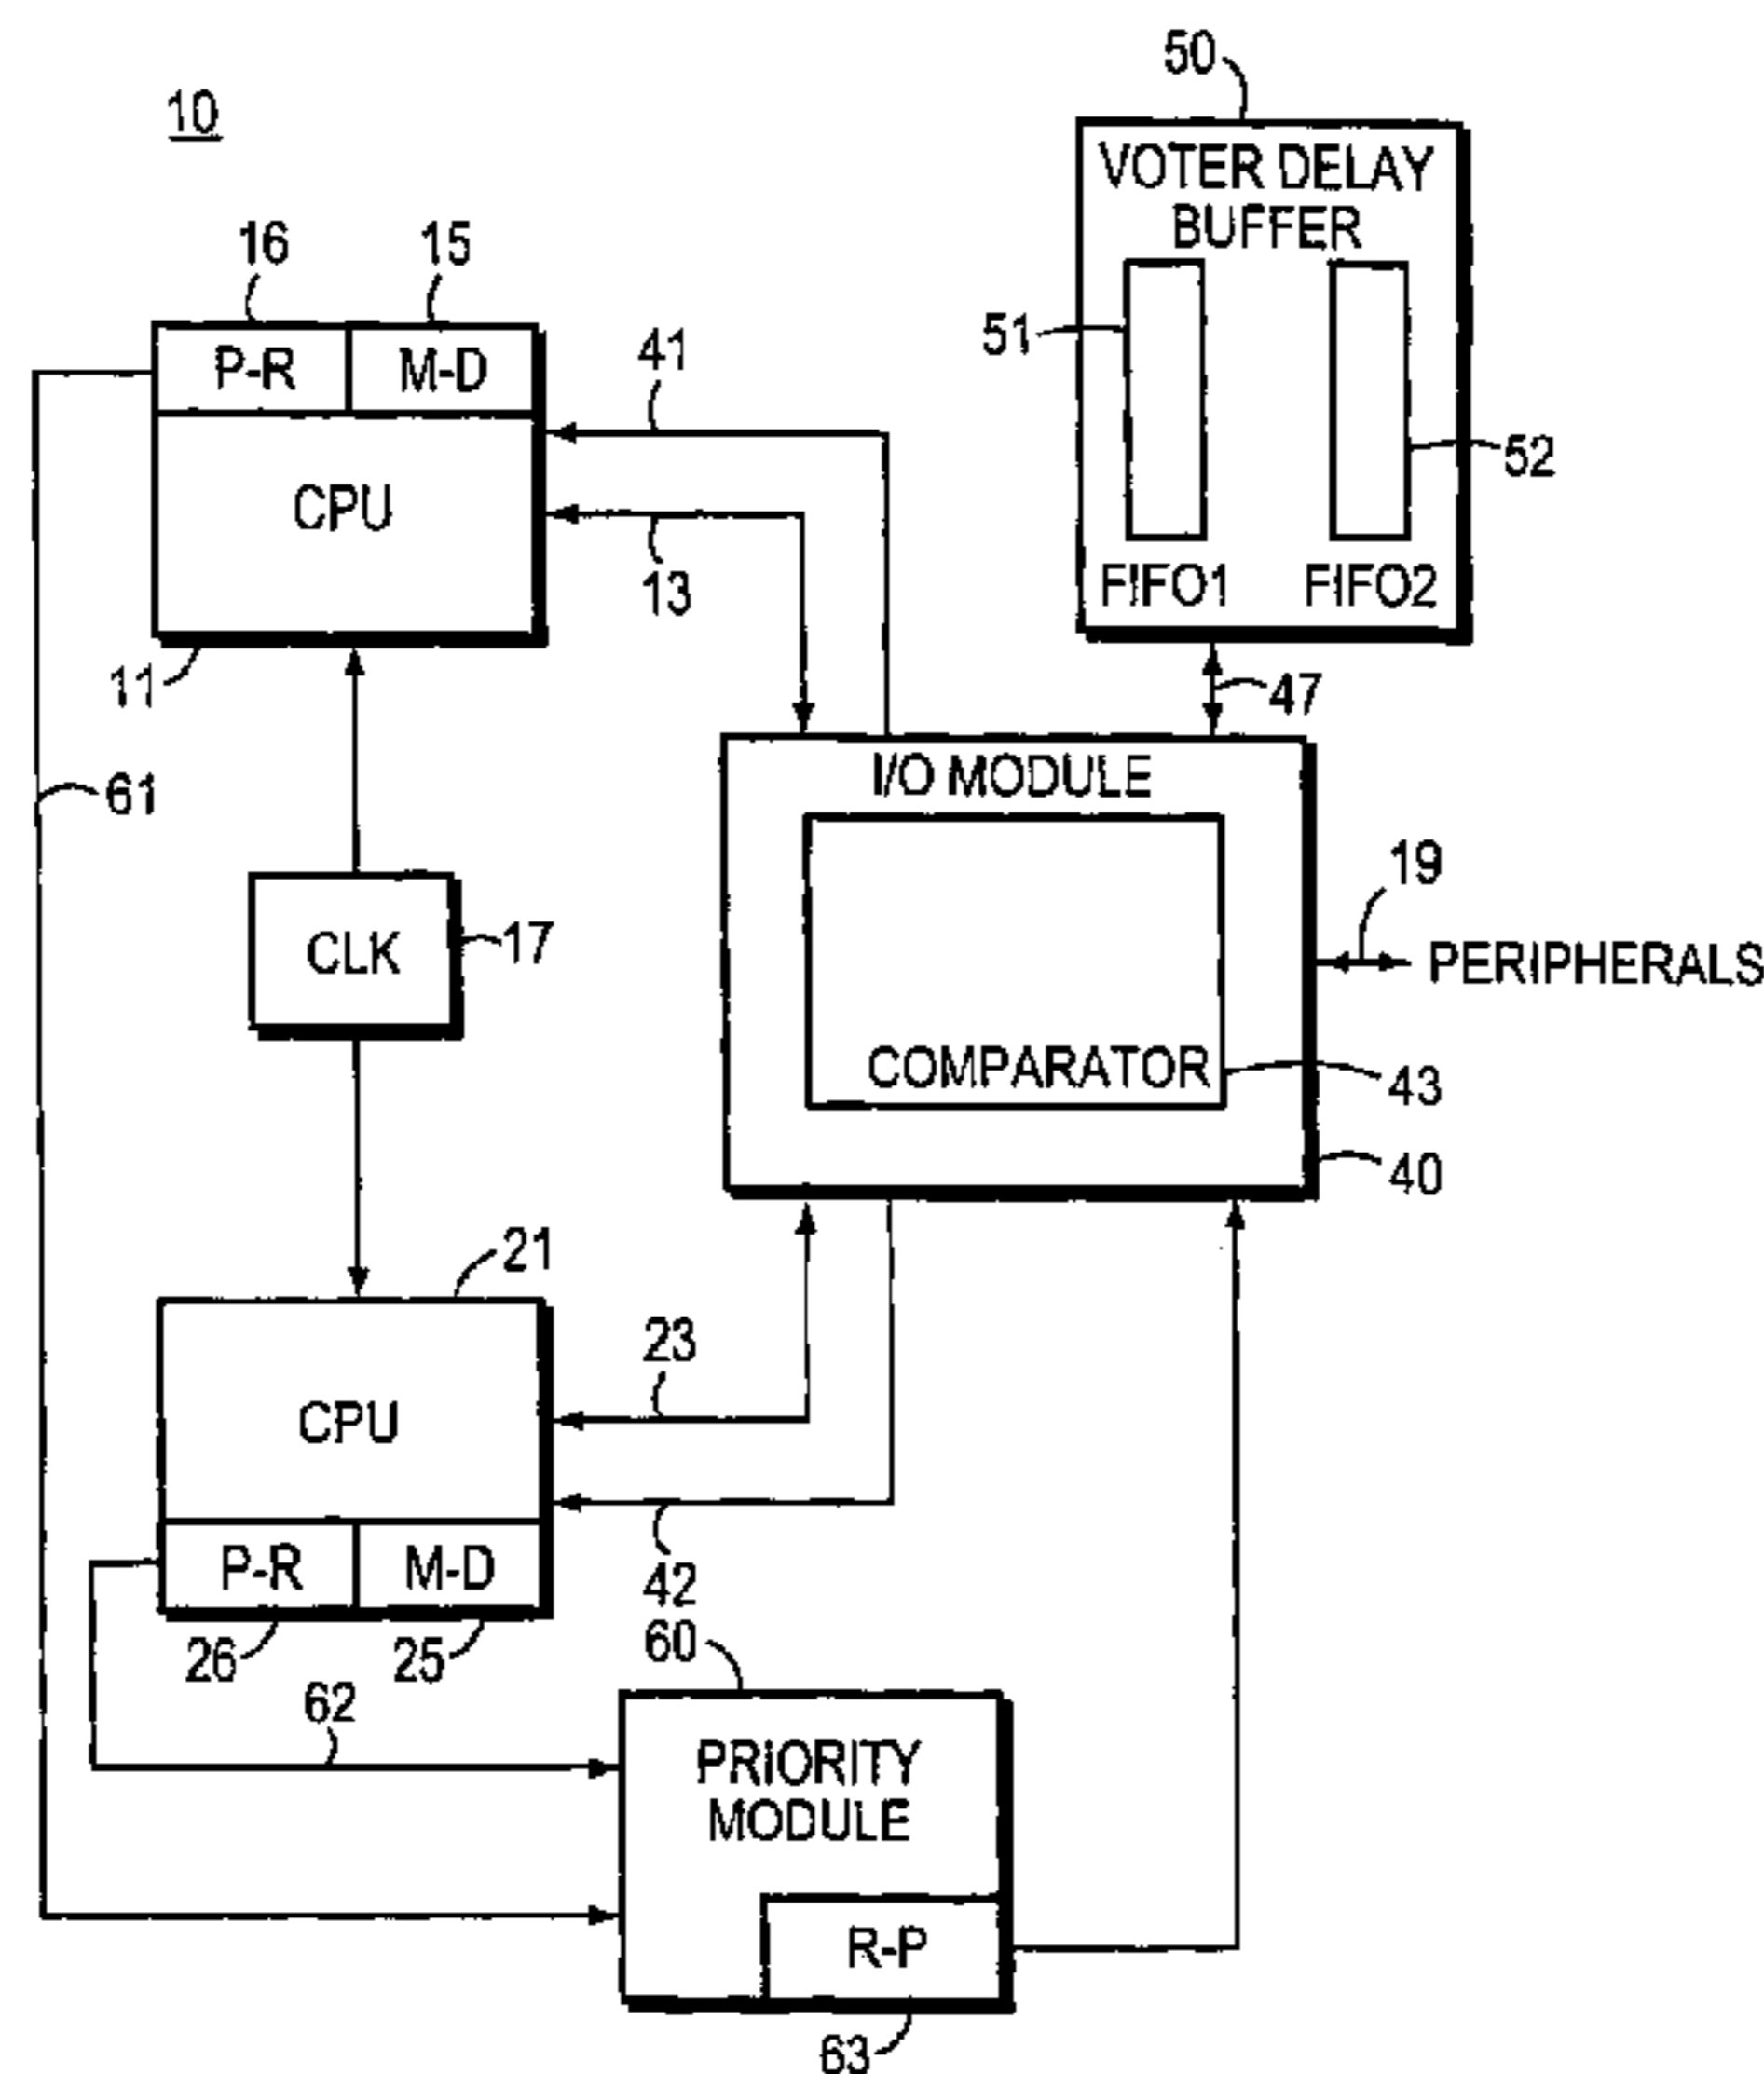 10
50
VOTER DELAY
BUFFER
51
52
FIFO1
FIFO2
16
15
P-R
M-D
CPU
41
13
11
47
61
I/O MODULE
COMPARATOR
CLK
17
19
PERIPHERALS
43
40
21
CPU
23
P-R
M-D
42
26
25
62
60
PRIORITY
MODULE
R-P
63